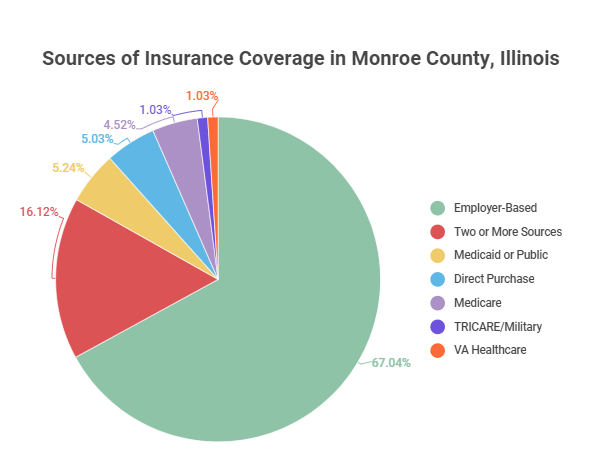 Sources of Insurance Coverage in Monroe County, Illinois
1.03%
1.03%
4.52%
5.03%
5.24%
16.12%
67.04%
Employer-Based
Two or More Sources
Medicaid or Public
Direct Purchase
Medicare
TRICARE/Military
VA Healthcare